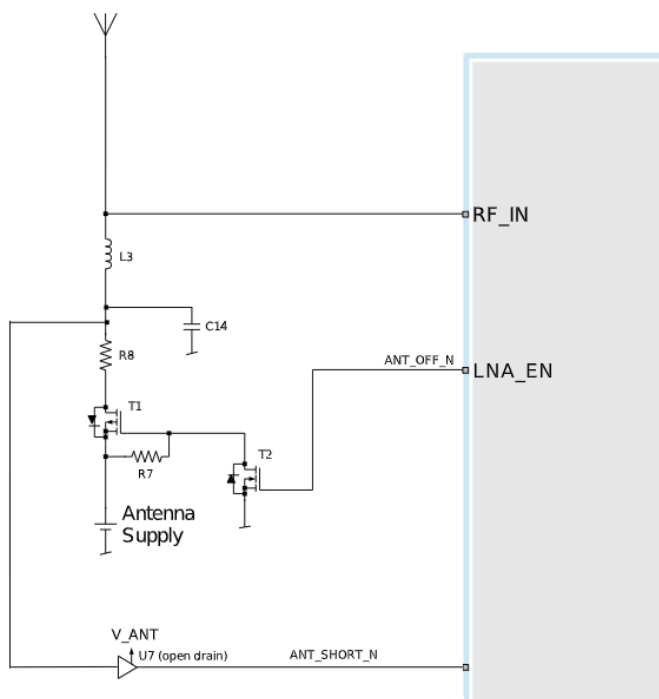 RF_IN
L3
C14
R8
ANT_OFF_N
LNA_EN
T1
T2
R7
Antenna
Supply
V_ANT
U7 (open drain)
ANT_SHORT_N